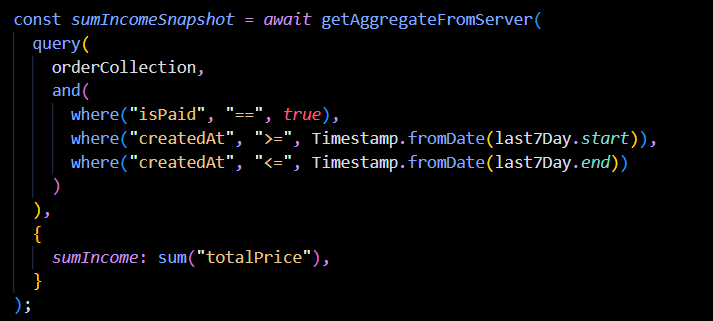 const sumIncomeSnapshot = await getAggregateFromServer(
  query(
    orderCollection,
    and(
      where("isPaid", "==", true),
      where("createdAt", ">=", Timestamp.fromDate(last7Day.start)),
      where("createdAt", "<=", Timestamp.fromDate(last7Day.end))
    )
  ),
  {
    sumIncome: sum("totalPrice"),
  }
);